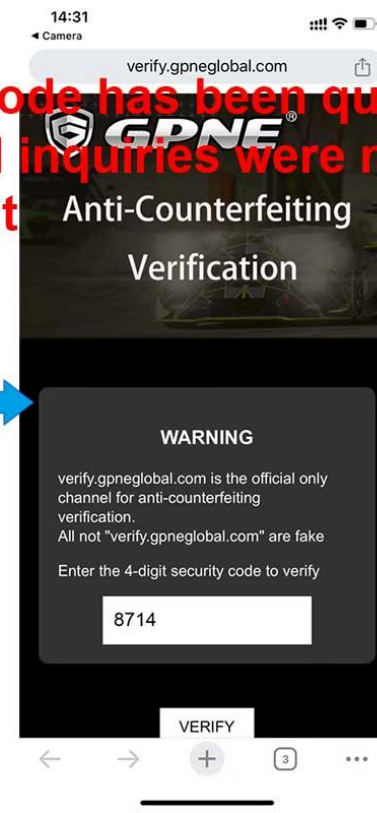 14:31
Camera
verify.gpneglobal.com
ode has been qu
GPNE®
inquiries were
t
Anti-Counterfeiting
Verification
WARNING
verify.gpneglobal.com is the official only
channel for anti-counterfeiting
verification.
All not "verify.gpneglobal.com" are fake
Enter the 4-digit security code to verify
8714
VERIFY
3